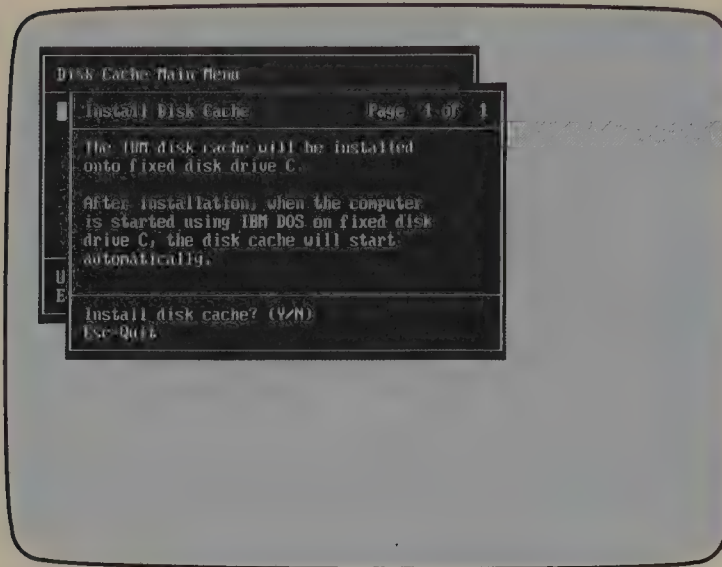 Disk Cache Main Menu
Install Disk Cache Page 1 of 1
The IBM disk cache will be installed
onto fixed disk drive C.
After installation, when the computer
is started using IBM DOS on fixed disk
drive C, the disk cache will start
automatically.
U
E
Install disk cache? (Y/N)
Esc=Quit